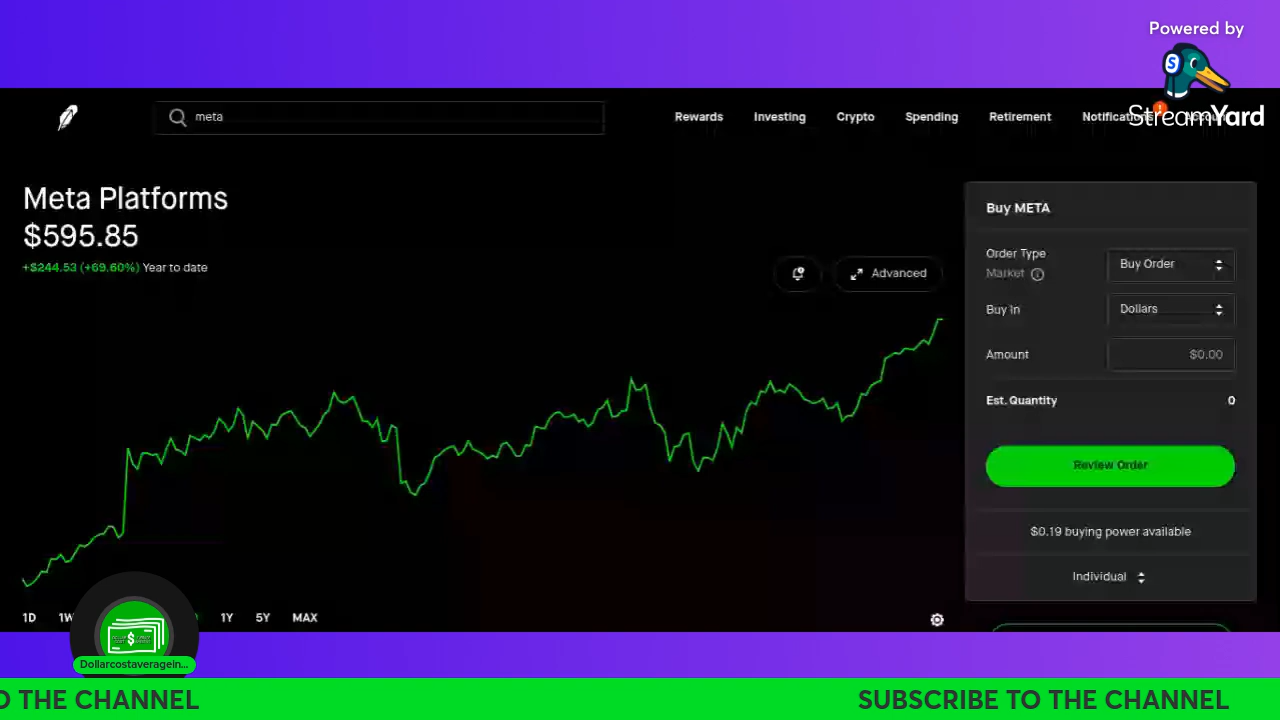 Powered by
S
StreamYard
meta
Rewards
Investing
Crypto
Spending
Retirement
Notifications
Meta Platforms
$595.85
+$244.53 (+69.60%) Year to date
Advanced
Buy META
Order Type
Market
Buy Order
Buy In
Dollars
Amount
$0.00
Est. Quantity
0
Review Order
$0.19 buying power available
Individual
1D
1W
1Y
5Y
MAX
Dollarcostaveragein...
O THE CHANNEL
SUBSCRIBE TO THE CHANNEL